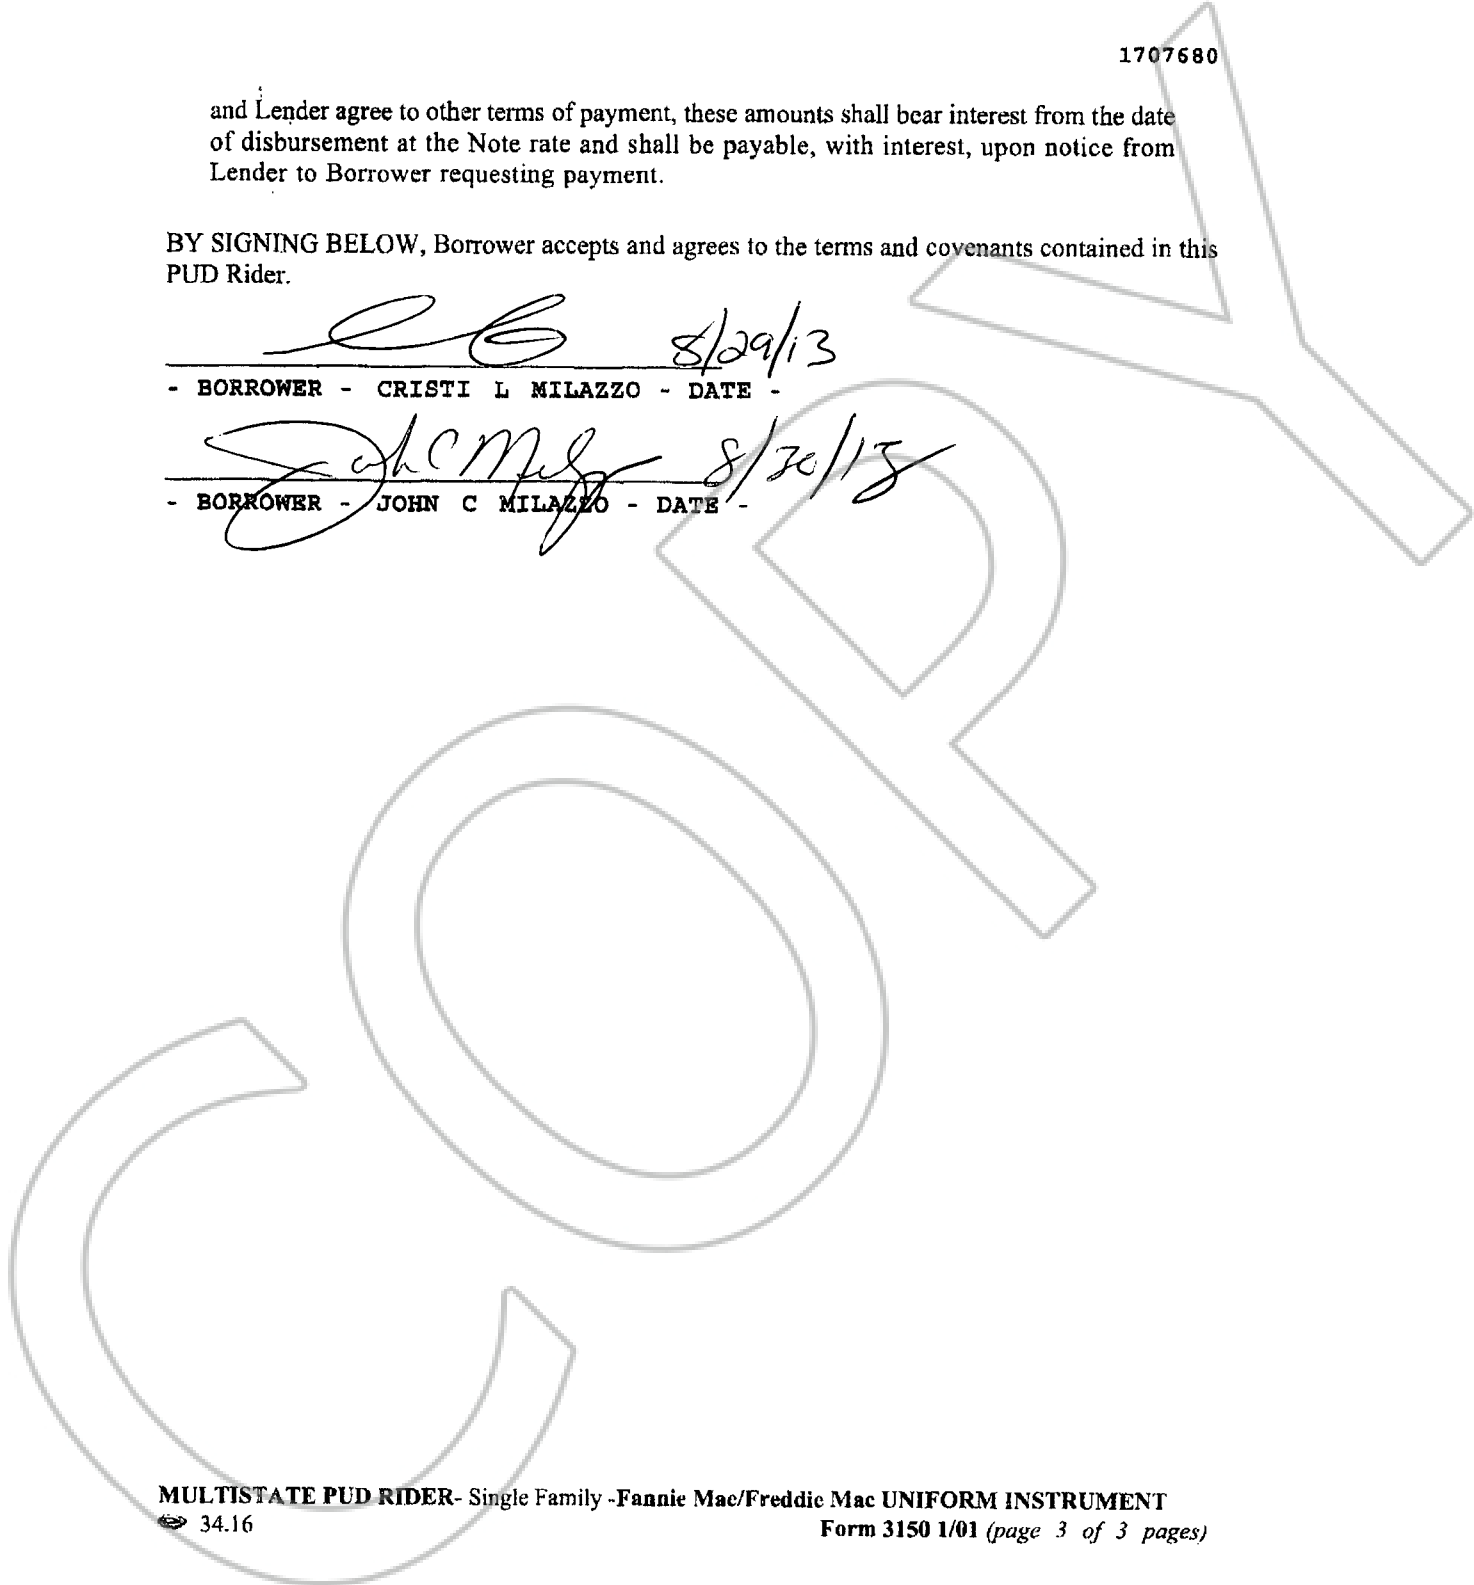 1707680
and Lender agree to other terms of payment, these amounts shall bear interest from the date
of disbursement at the Note rate and shall be payable, with interest, upon notice from
Lender to Borrower requesting payment.
BY SIGNING BELOW, Borrower accepts and agrees to the terms and covenants contained in this
PUD Rider.
8/29/13
- BORROWER - CRISTI L MILAZZO - DATE -
John C 8/30/13
- BORROWER - JOHN C MILAZZO - DATE -
COPY
MULTISTATE PUD RIDER- Single Family -Fannie Mac/Freddie Mac UNIFORM INSTRUMENT
34.16 Form 3150 1/01 (page 3 of 3 pages)